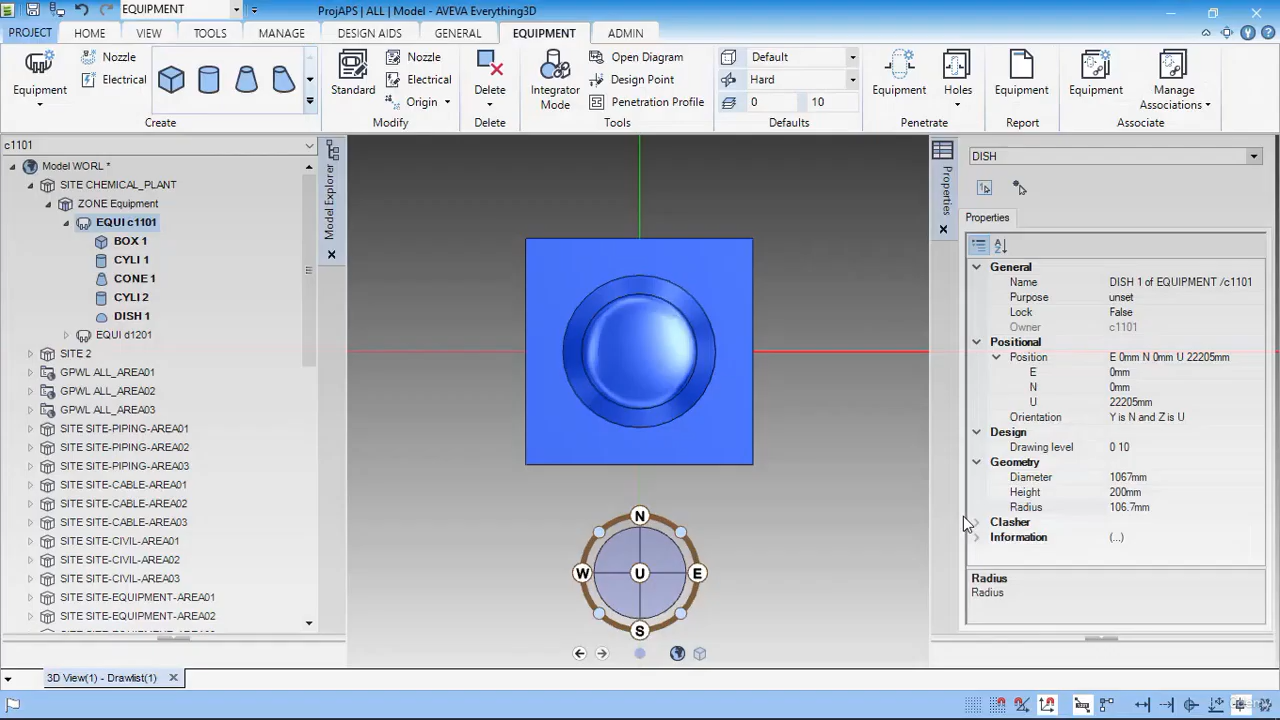 EQUIPMENT
ProjAPS | ALL | Model - AVEVA Everything3D
PROJECT HOME VIEW TOOLS MANAGE DESIGN AIDS GENERAL EQUIPMENT ADMIN
Equipment
Nozzle
Electrical
Create
Standard
Nozzle
Electrical
Origin
Modify
Delete
Delete
Integrator
Mode
Open Diagram
Design Point
Penetration Profile
Tools
Default
Hard
0 10
Defaults
Equipment
Holes
Penetrate
Equipment
Report
Equipment
Manage
Associations
Associate
c1101
Model WORL *
SITE CHEMICAL_PLANT
ZONE Equipment
EQUI c1101
BOX 1
CYLI 1
CONE 1
CYLI 2
DISH 1
EQUI d1201
SITE 2
GPWL ALL_AREA01
GPWL ALL_AREA02
GPWL ALL_AREA03
SITE SITE-PIPING-AREA01
SITE SITE-PIPING-AREA02
SITE SITE-PIPING-AREA03
SITE SITE-CABLE-AREA01
SITE SITE-CABLE-AREA02
SITE SITE-CABLE-AREA03
SITE SITE-CIVIL-AREA01
SITE SITE-CIVIL-AREA02
SITE SITE-CIVIL-AREA03
SITE SITE-EQUIPMENT-AREA01
SITE SITE-EQUIPMENT-AREA02
Model Explorer
N
W U E
S
Properties
DISH
Properties
General
Name DISH 1 of EQUIPMENT /c1101
Purpose unset
Lock False
Owner c1101
Positional
Position E 0mm N 0mm U 22205mm
E 0mm
N 0mm
U 22205mm
Orientation Y is N and Z is U
Design
Drawing level 0 10
Geometry
Diameter 1067mm
Height 200mm
Radius 106.7mm
Clasher
Information (...)
Radius
Radius
3D View(1) - Drawlist(1)